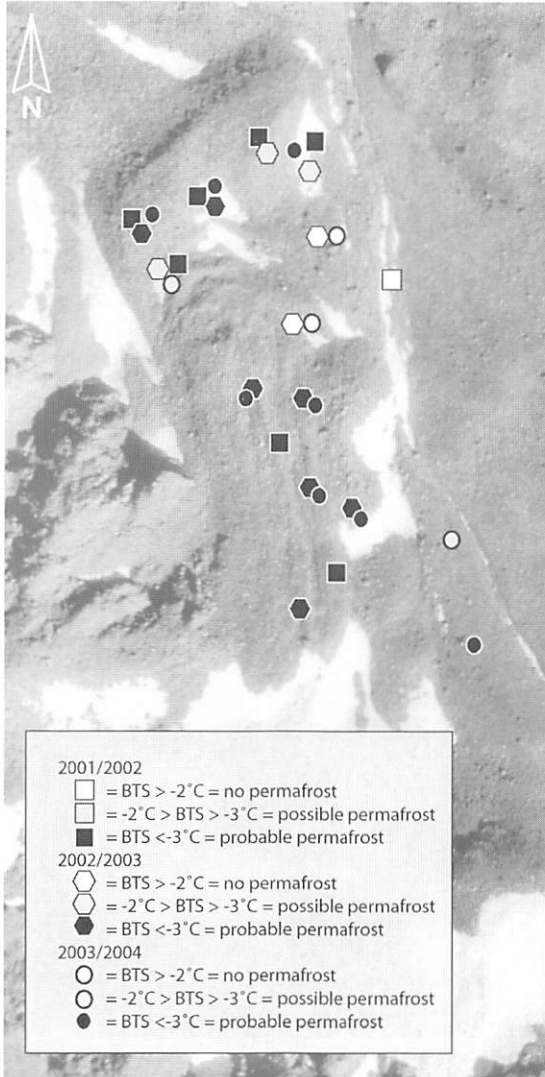 N
2001/2002
= BTS > -2°C = no permafrost
= -2°C > BTS > -3°C = possible permafrost
= BTS <-3°C = probable permafrost
2002/2003
= BTS > -2°C = no permafrost
= -2°C > BTS > -3°C = possible permafrost
= BTS <-3°C = probable permafrost
2003/2004
= BTS > -2°C = no permafrost
= -2°C > BTS > -3°C = possible permafrost
= BTS <-3°C = probable permafrost